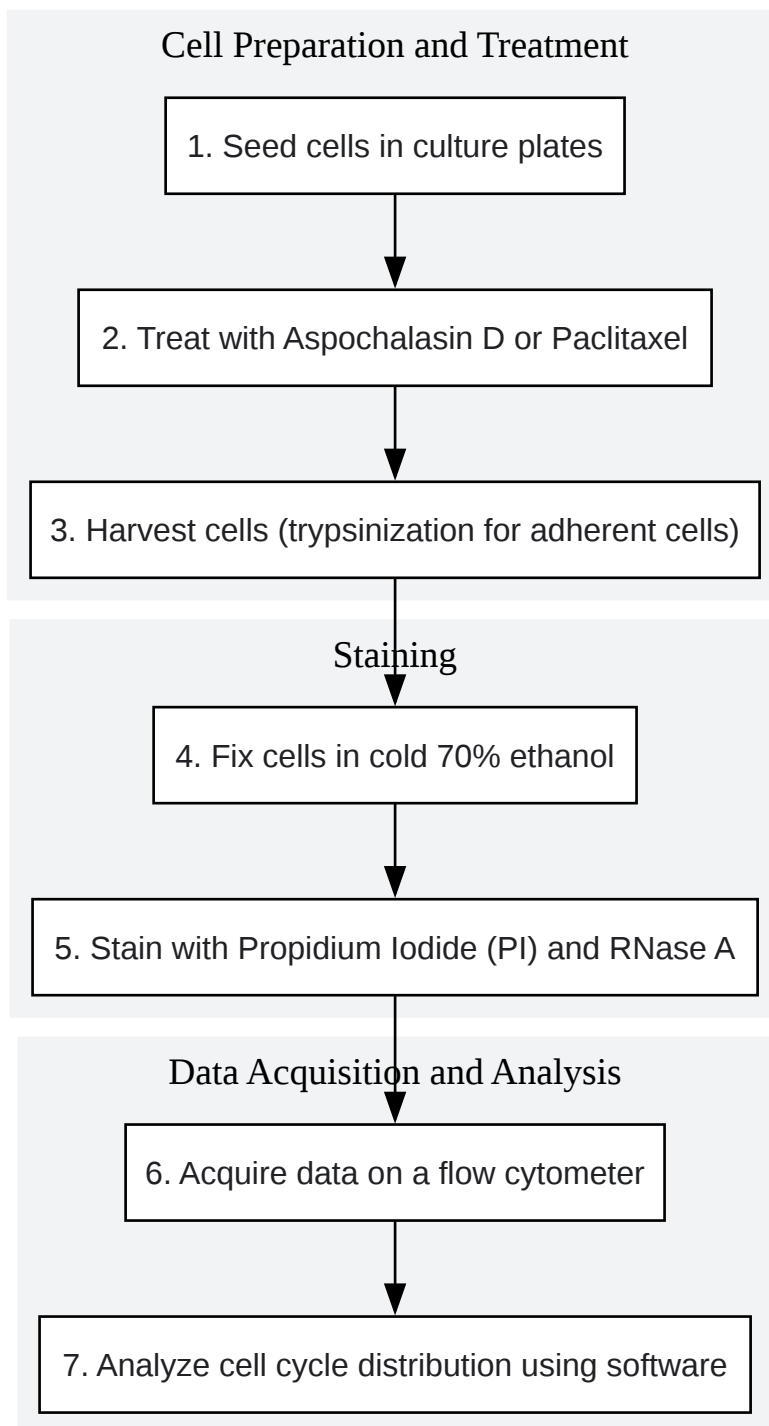 Cell Preparation and Treatment
1. Seed cells in culture plates
2. Treat with Aspochalasin D or Paclitaxel
3. Harvest cells (trypsinization for adherent cells)
Staining
4. Fix cells in cold 70% ethanol
5. Stain with Propidium Iodide (PI) and RNase A
Data Acquisition and Analysis
6. Acquire data on a flow cytometer
7. Analyze cell cycle distribution using software